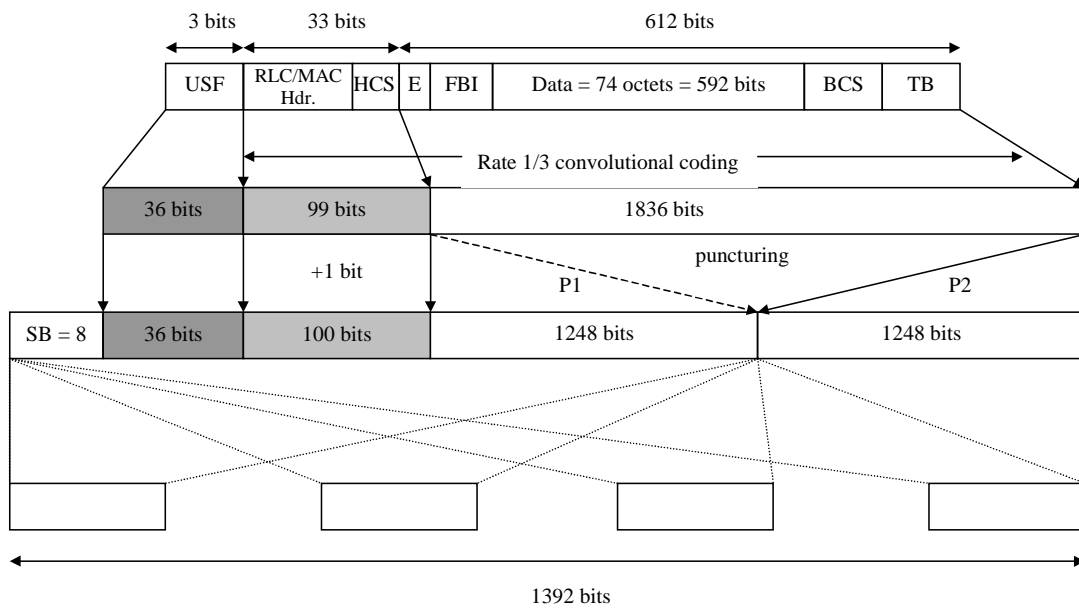 3 bits 33 bits 612 bits
USF RLC/MAC Hdr. HCS E FBI Data = 74 octets = 592 bits BCS TB
Rate 1/3 convolutional coding
36 bits 99 bits 1836 bits
+1 bit puncturing
P1 P2
SB = 8 36 bits 100 bits 1248 bits 1248 bits
1392 bits